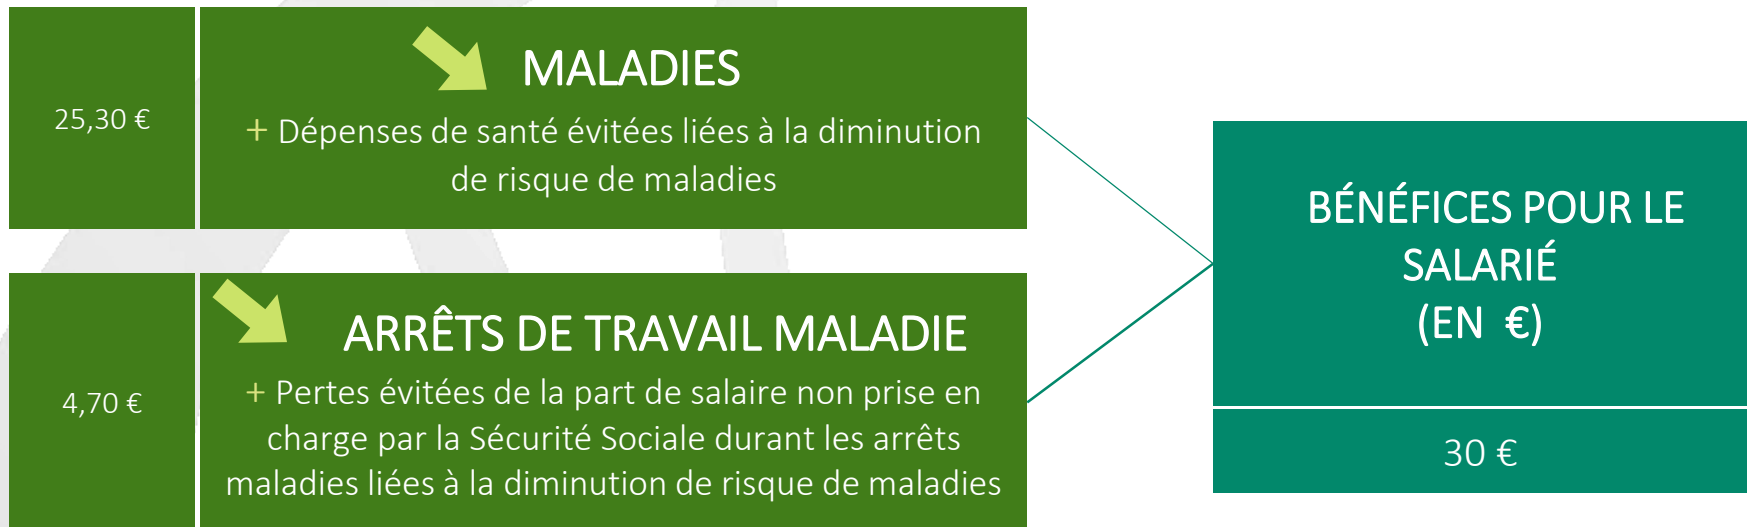 25,30 €
MALADIES
+ Dépenses de santé évitées liées à la diminution
de risque de maladies
4,70 €
ARRÊTS DE TRAVAIL MALADIE
+ Pertes évitées de la part de salaire non prise en
charge par la Sécurité Sociale durant les arrêts
maladies liées à la diminution de risque de maladies
BÉNÉFICES POUR LE
SALARIÉ
(EN €)
30 €